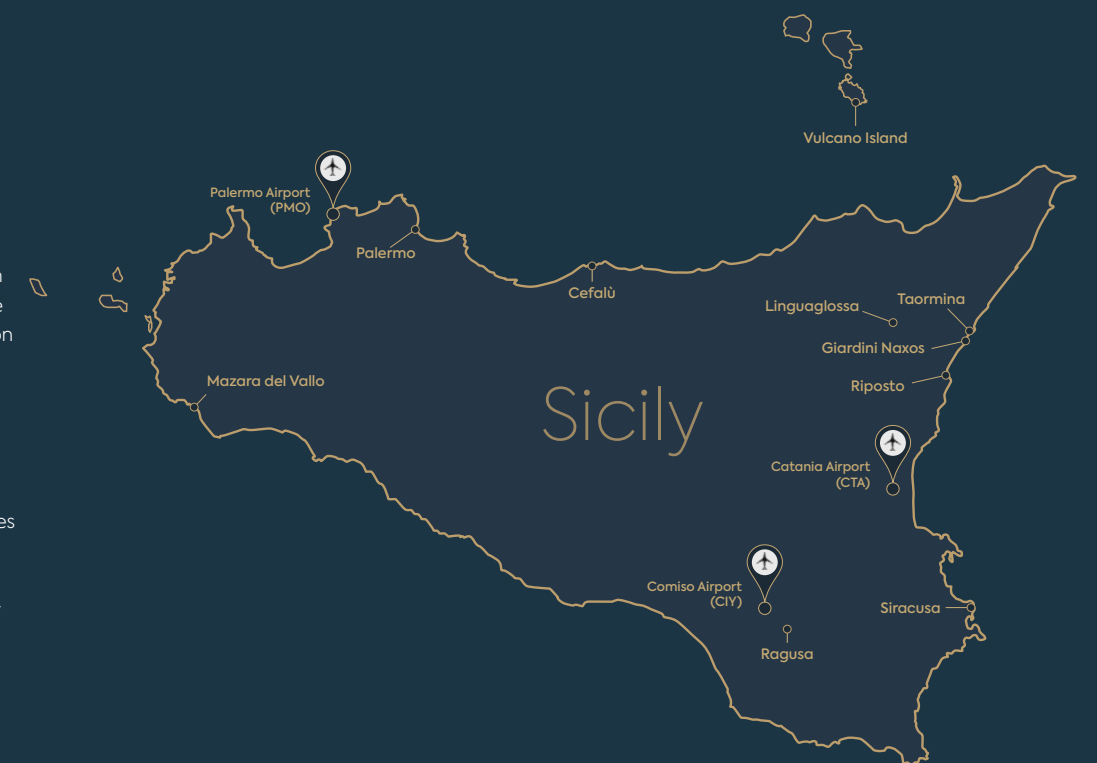 Vulcano Island
Palermo Airport
(PMO)
Palermo
Cefalù
Linguaglossa
Taormina
Giardini Naxos
Riposto
Mazara del Vallo
Sicily
Catania Airport
(CTA)
Comiso Airport
(CIY)
Siracusa
Ragusa